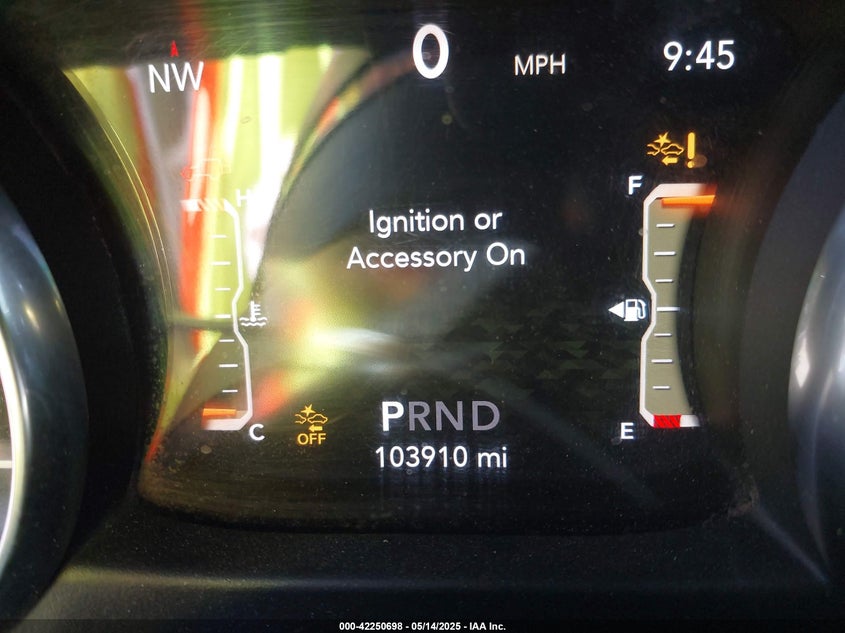 NW 0 MPH 9:45
H
F
Ignition or
Accessory On
C
OFF
PRND
E
103910 mi
000-42250698 - 05/14/2025 - IAA Inc.